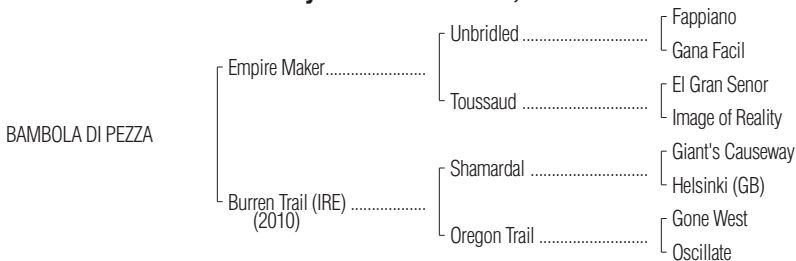 Fappiano
Unbridled
Gana Facil
Empire Maker
El Gran Senor
Toussaud
Image of Reality
BAMBOLA DI PEZZA
Giant's Causeway
Shamardal
Helsinki (GB)
Burren Trail (IRE)
(2010)
Gone West
Oregon Trail
Oscillate